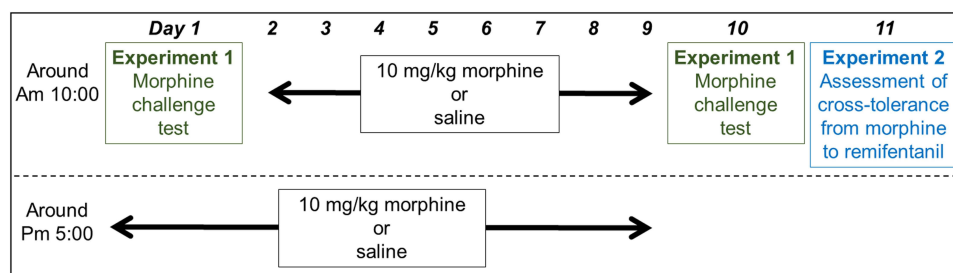 Day 1 2 3 4 5 6 7 8 9 10 11
Around
Am 10:00
Experiment 1
Morphine
challenge
test
10 mg/kg morphine
or
saline
Experiment 1
Morphine
challenge
test
Experiment 2
Assessment of
cross-tolerance
from morphine
to remifentanil
Around
Pm 5:00
10 mg/kg morphine
or
saline